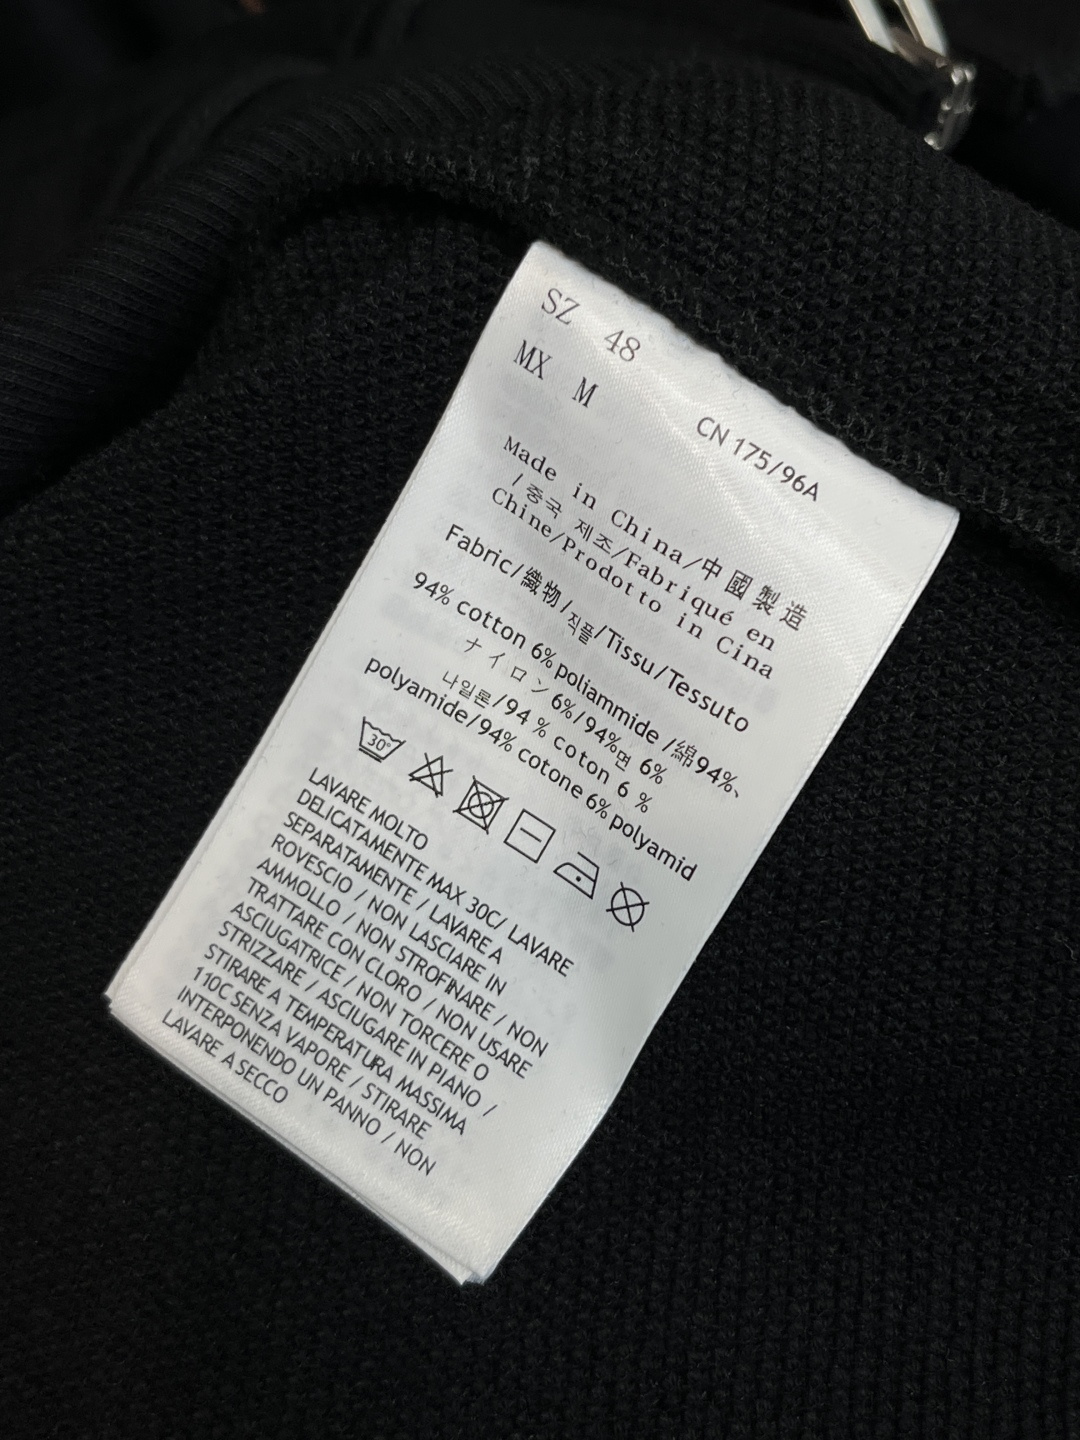 SZ 48
MX M
CN 175/96A
Made in China/中國製造
/중국 제조/Fabriqué en
Chine/Prodotto in Cina
Fabric/織物/직물/Tissu/Tessuto
94% cotton 6% poliammide /綿94%、
ナイロン6%/94%면 6%
나일론/94 % coton 6 %
polyamide/94% cotone 6% polyamid
30°
LAVARE MOLTO
DELICATAMENTE MAX 30C/ LAVARE
SEPARATAMENTE / LAVARE A
ROVESCIO / NON LASCIARE IN
AMMOLLO / NON STROFINARE / NON
TRATTARE CON CLORO / NON USARE
ASCIUGATRICE / NON TORCERE O
STRIZZARE / ASCIUGARE IN PIANO /
STIRARE A TEMPERATURA MASSIMA
110C SENZA VAPORE / STIRARE
INTERPONENDO UN PANNO / NON
LAVARE A SECCO